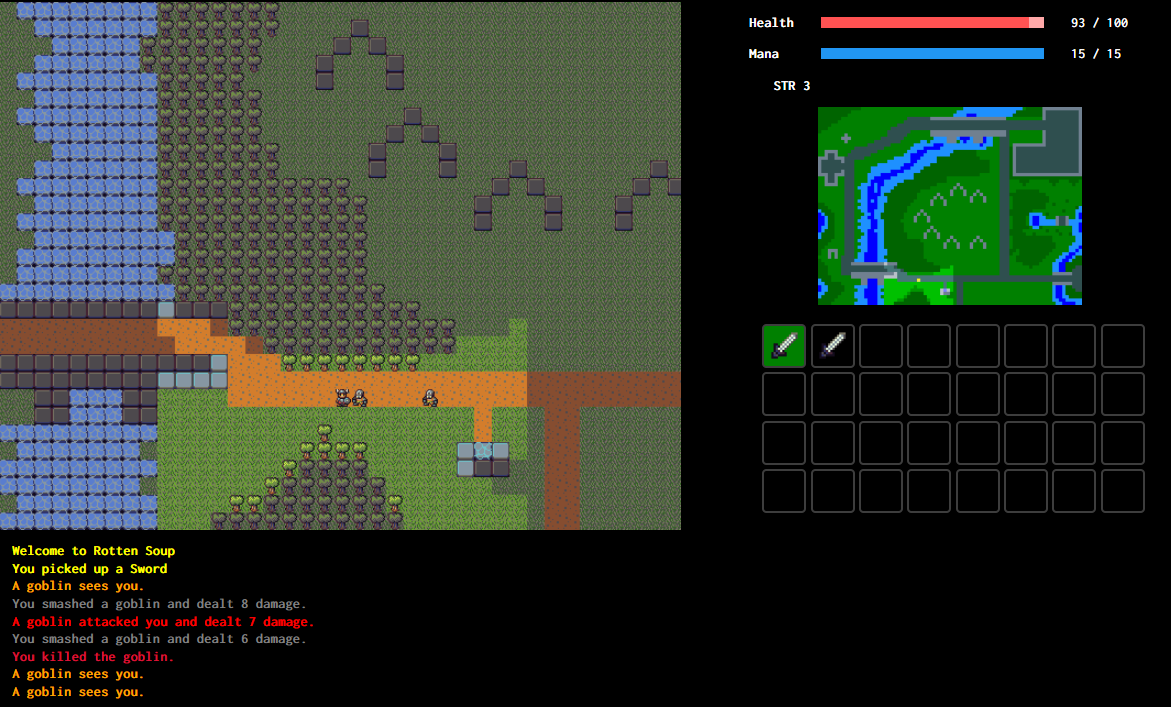 Health 93 / 100
Mana 15 / 15
STR 3
Welcome to Rotten Soup
You picked up a Sword
A goblin sees you.
You smashed a goblin and dealt 8 damage.
A goblin attacked you and dealt 7 damage.
You smashed a goblin and dealt 6 damage.
You killed the goblin.
A goblin sees you.
A goblin sees you.